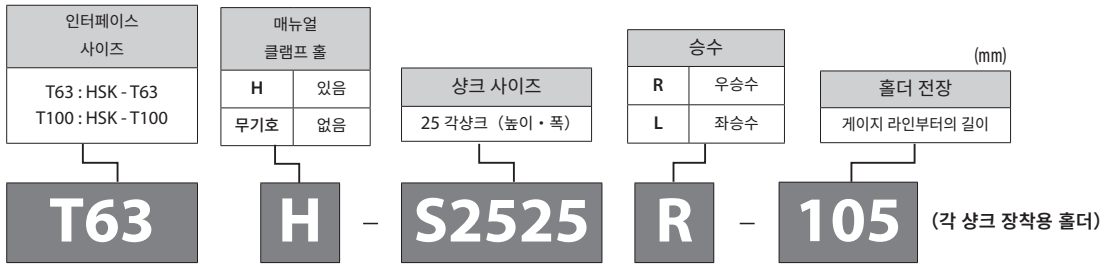 인터페이스
사이즈
T63 : HSK - T63
T100 : HSK - T100
매뉴얼
클램프 홀
H 있음
무기호 없음
샹크 사이즈
25 각샹크 (높이・폭)
승수
R 우승수
L 좌승수
(mm)
홀더 전장
게이지 라인부터의 길이
T63 H – S2525 R – 105 (각 샹크 장착용 홀더)